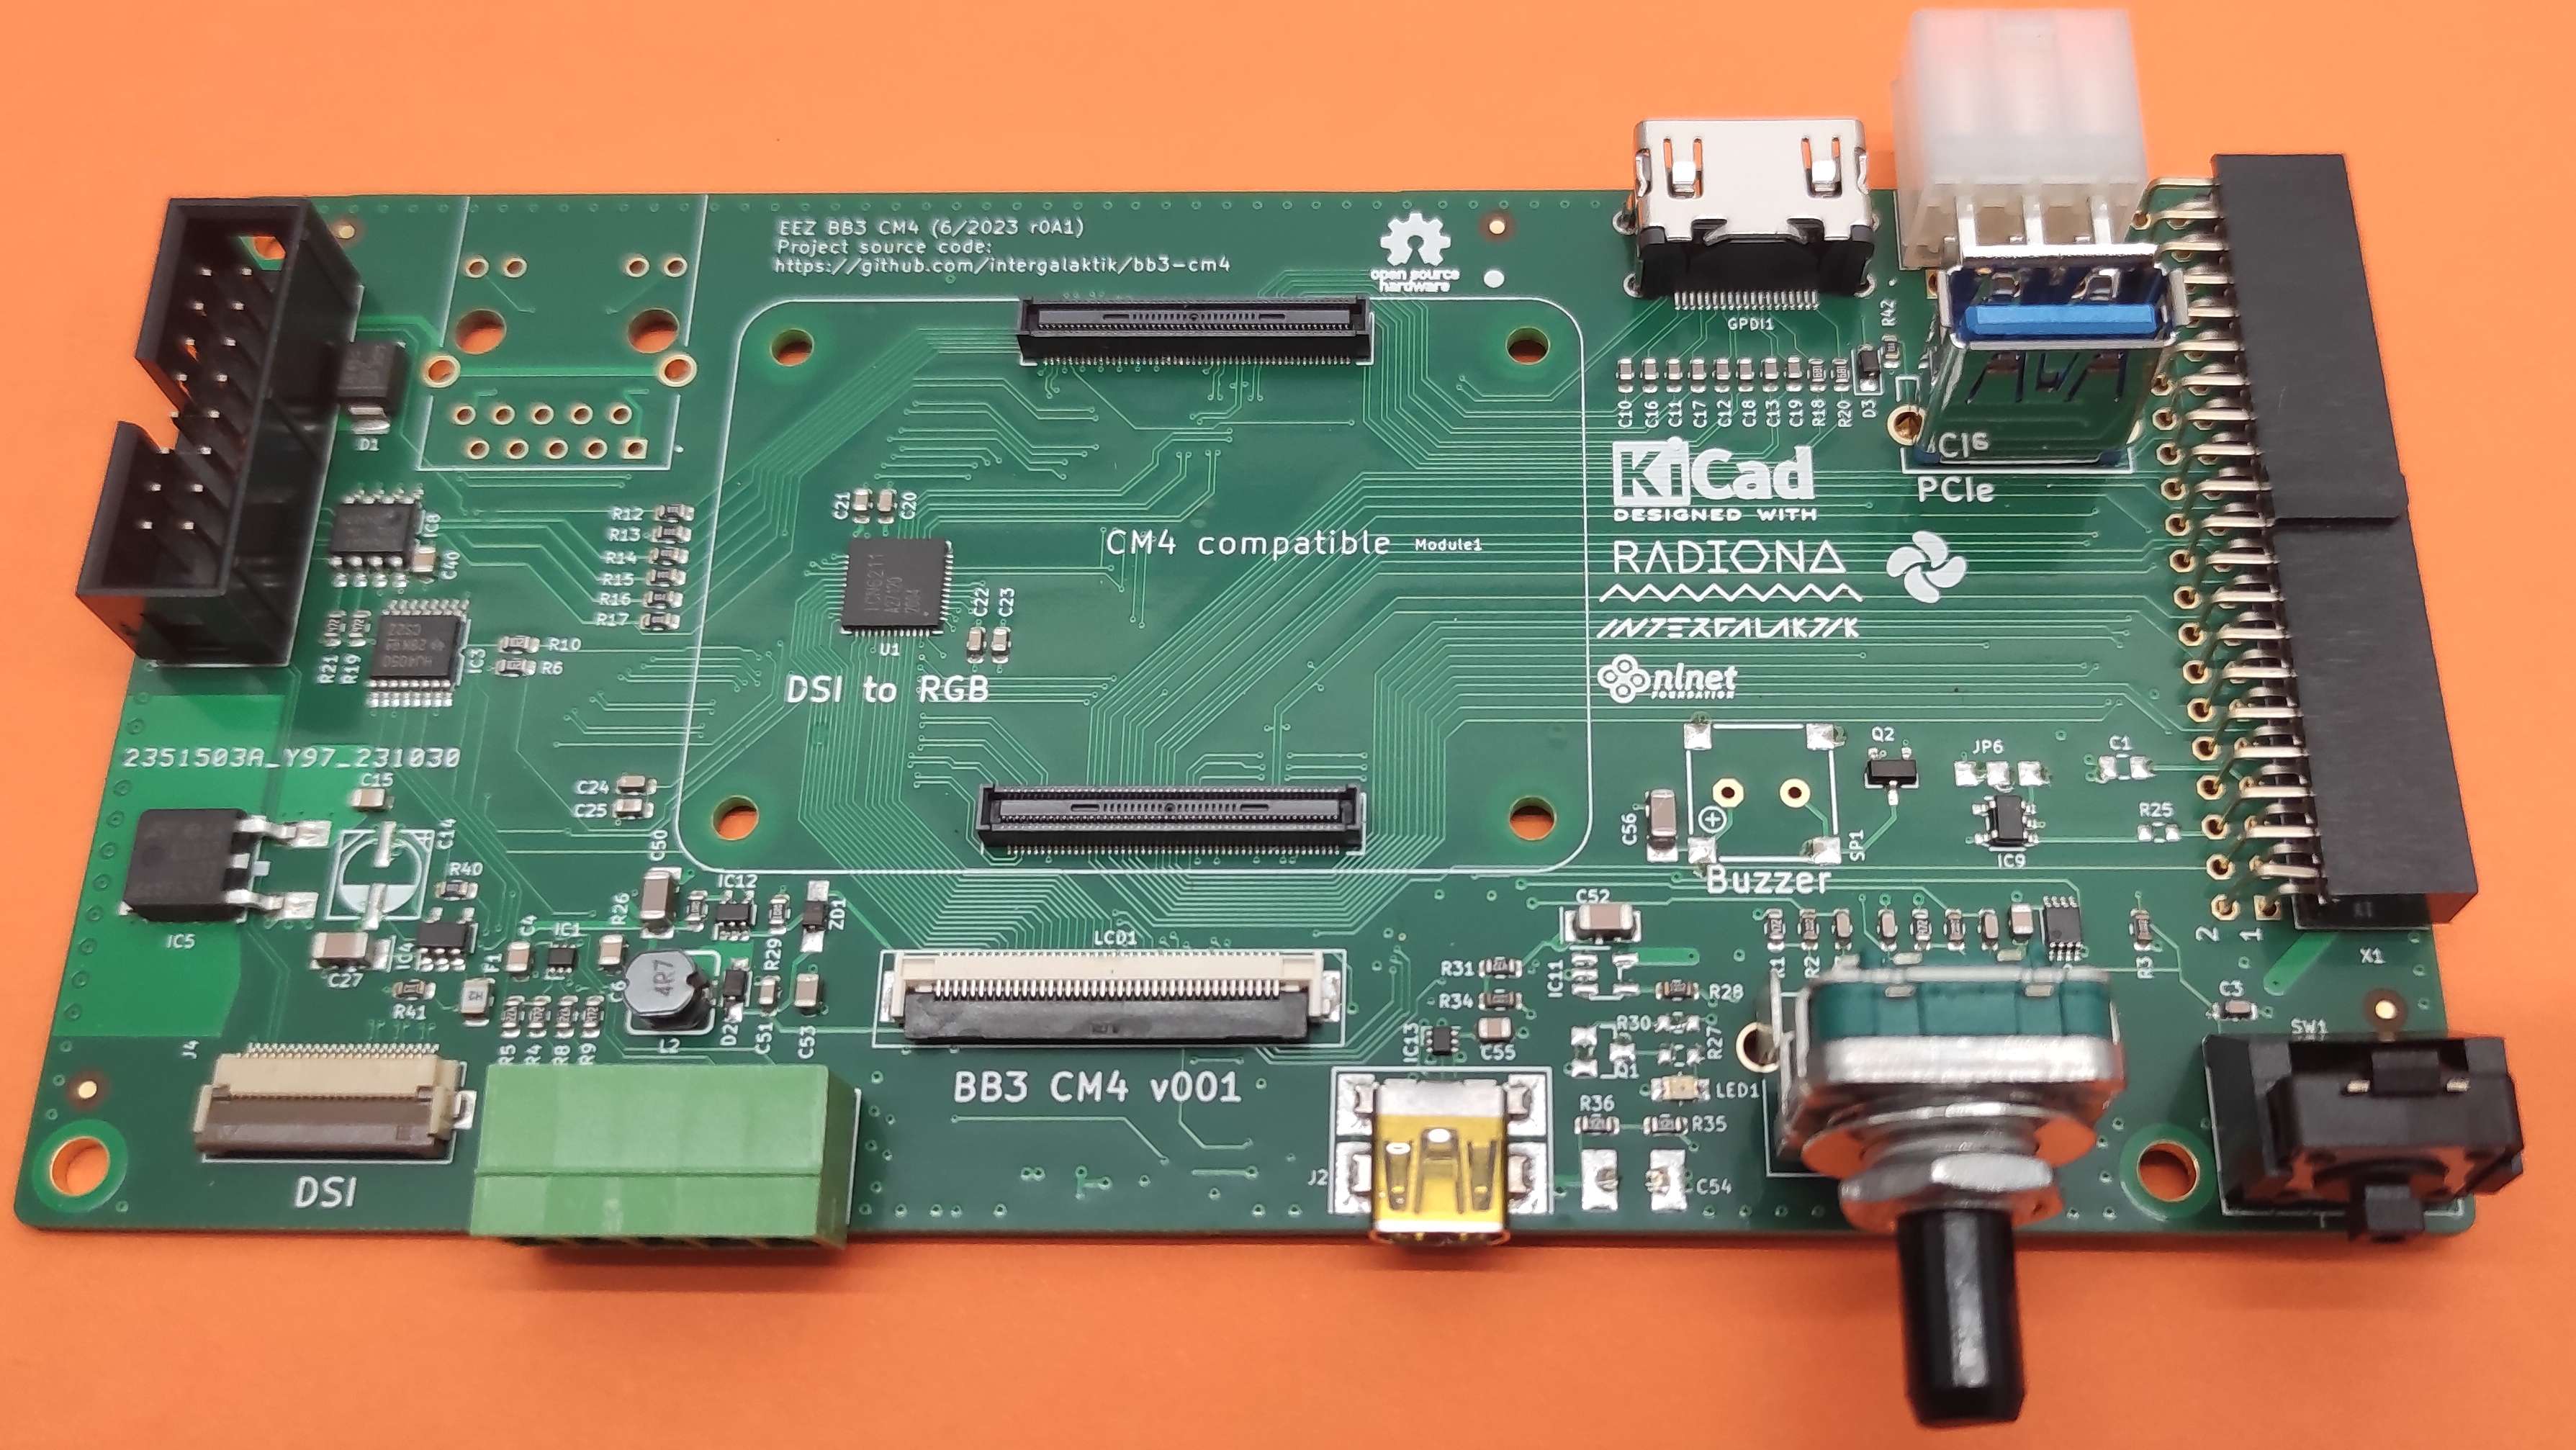 EEZ BB3 CM4 (6/2023 r0A1)
Project source code:
https://github.com/intergalaktik/bb3-cm4
open source
hardware
GPDI1
R42
C10
C16
C11
C17
C12
C18
C13
C19
R18
R20
D3
D1
KiCad
DESIGNED WITH
PCIe
RADIONA
INTERGALAKTIK
nlnet
FOUNDATION
CM4 compatible
Module1
C21
C20
ICN6211
U1
C22
C23
DSI to RGB
IC8
C40
R12
R13
R14
R15
R16
R17
R21
R19
HJ4050
IC3
R10
R6
2351503A_Y97_231030
C15
C14
C24
C25
C50
R40
IC5
C27
IC4
R41
C4
IC1
F1
R26
C6
IC12
ZD1
R29
4R7
L2
D2
C51
C53
R5
R4
R8
R9
J4
DSI
LCD1
BB3 CM4 v001
Q2
JP6
C1
C56
SP1
IC9
R25
Buzzer
C52
R31
R34
IC11
R28
IC13
C55
R30
R27
Q1
LED1
R36
R35
J2
C54
R1
R2
R3
2
1
X1
C3
SW1